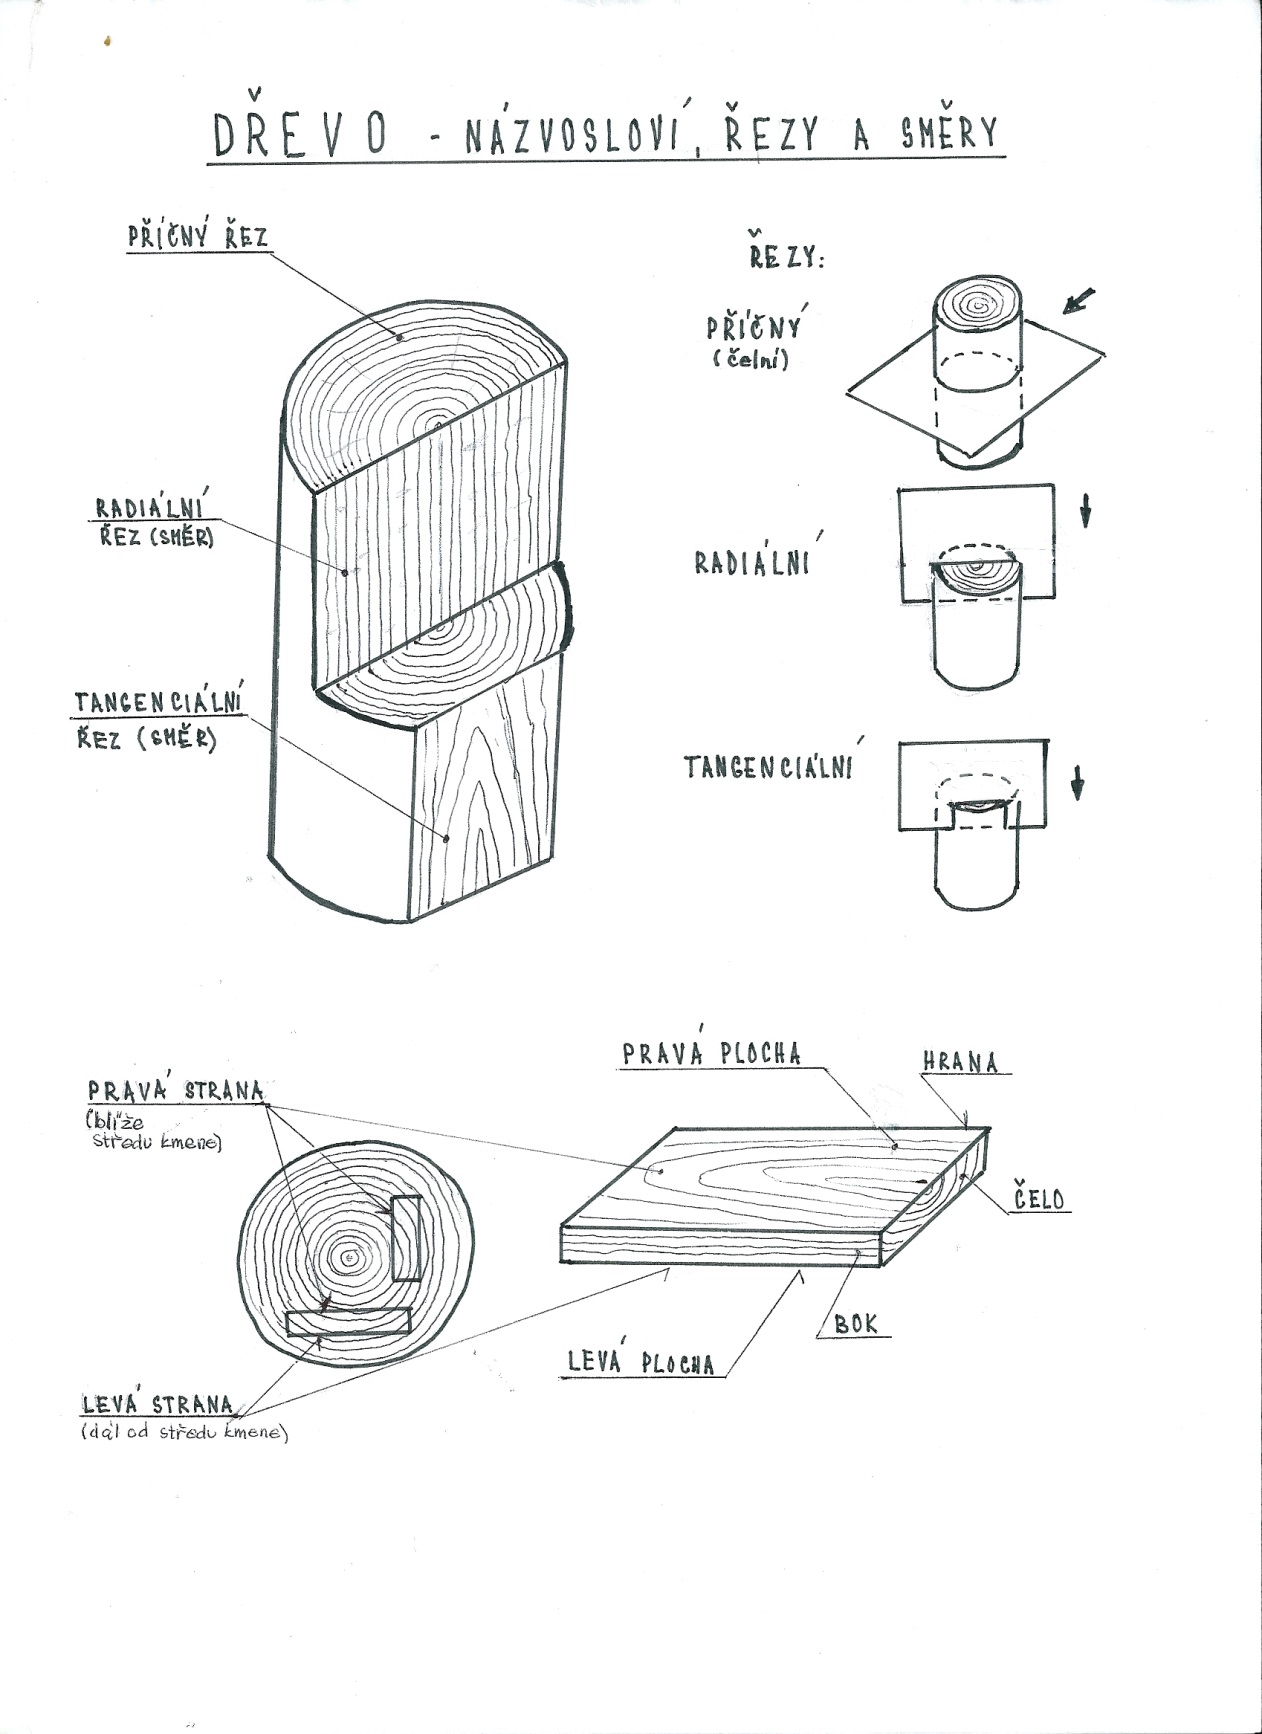 DŘEVO - NÁZVOSLOVÍ, ŘEZY A SMĚRY
PŘÍČNÝ ŘEZ
RADIÁLNÍ
ŘEZ (SMĚR)
TANGENCIÁLNÍ
ŘEZ (SMĚR)
ŘEZY:
PŘÍČNÝ
(čelní)
RADIÁLNÍ
TANGENCIÁLNÍ
PRAVÁ STRANA
(blíže
středu kmene)
LEVÁ STRANA
(dál od středu kmene)
PRAVÁ PLOCHA
HRANA
ČELO
BOK
LEVÁ PLOCHA